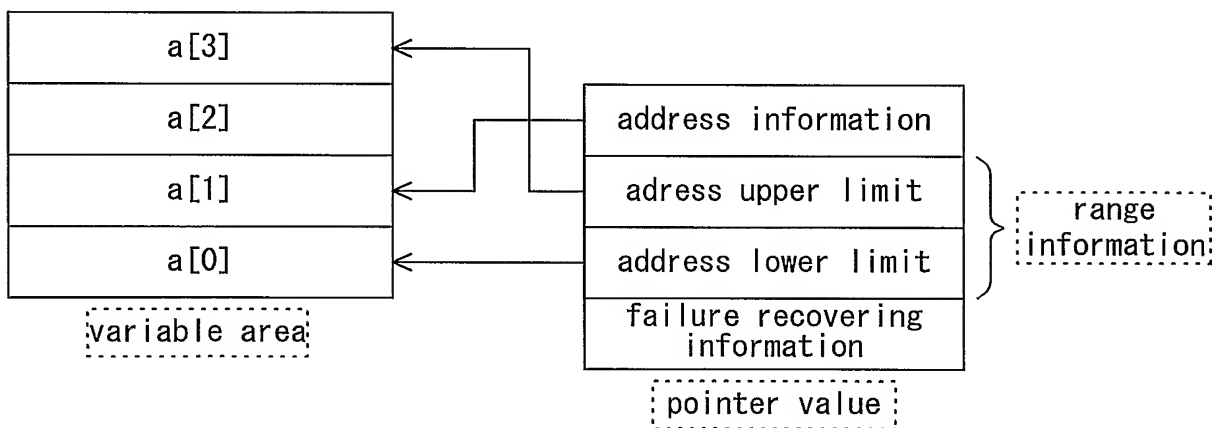 a[3]
a[2]
a[1]
a[0]
variable area
address information
adress upper limit
address lower limit
failure recovering
information
pointer value
range
information